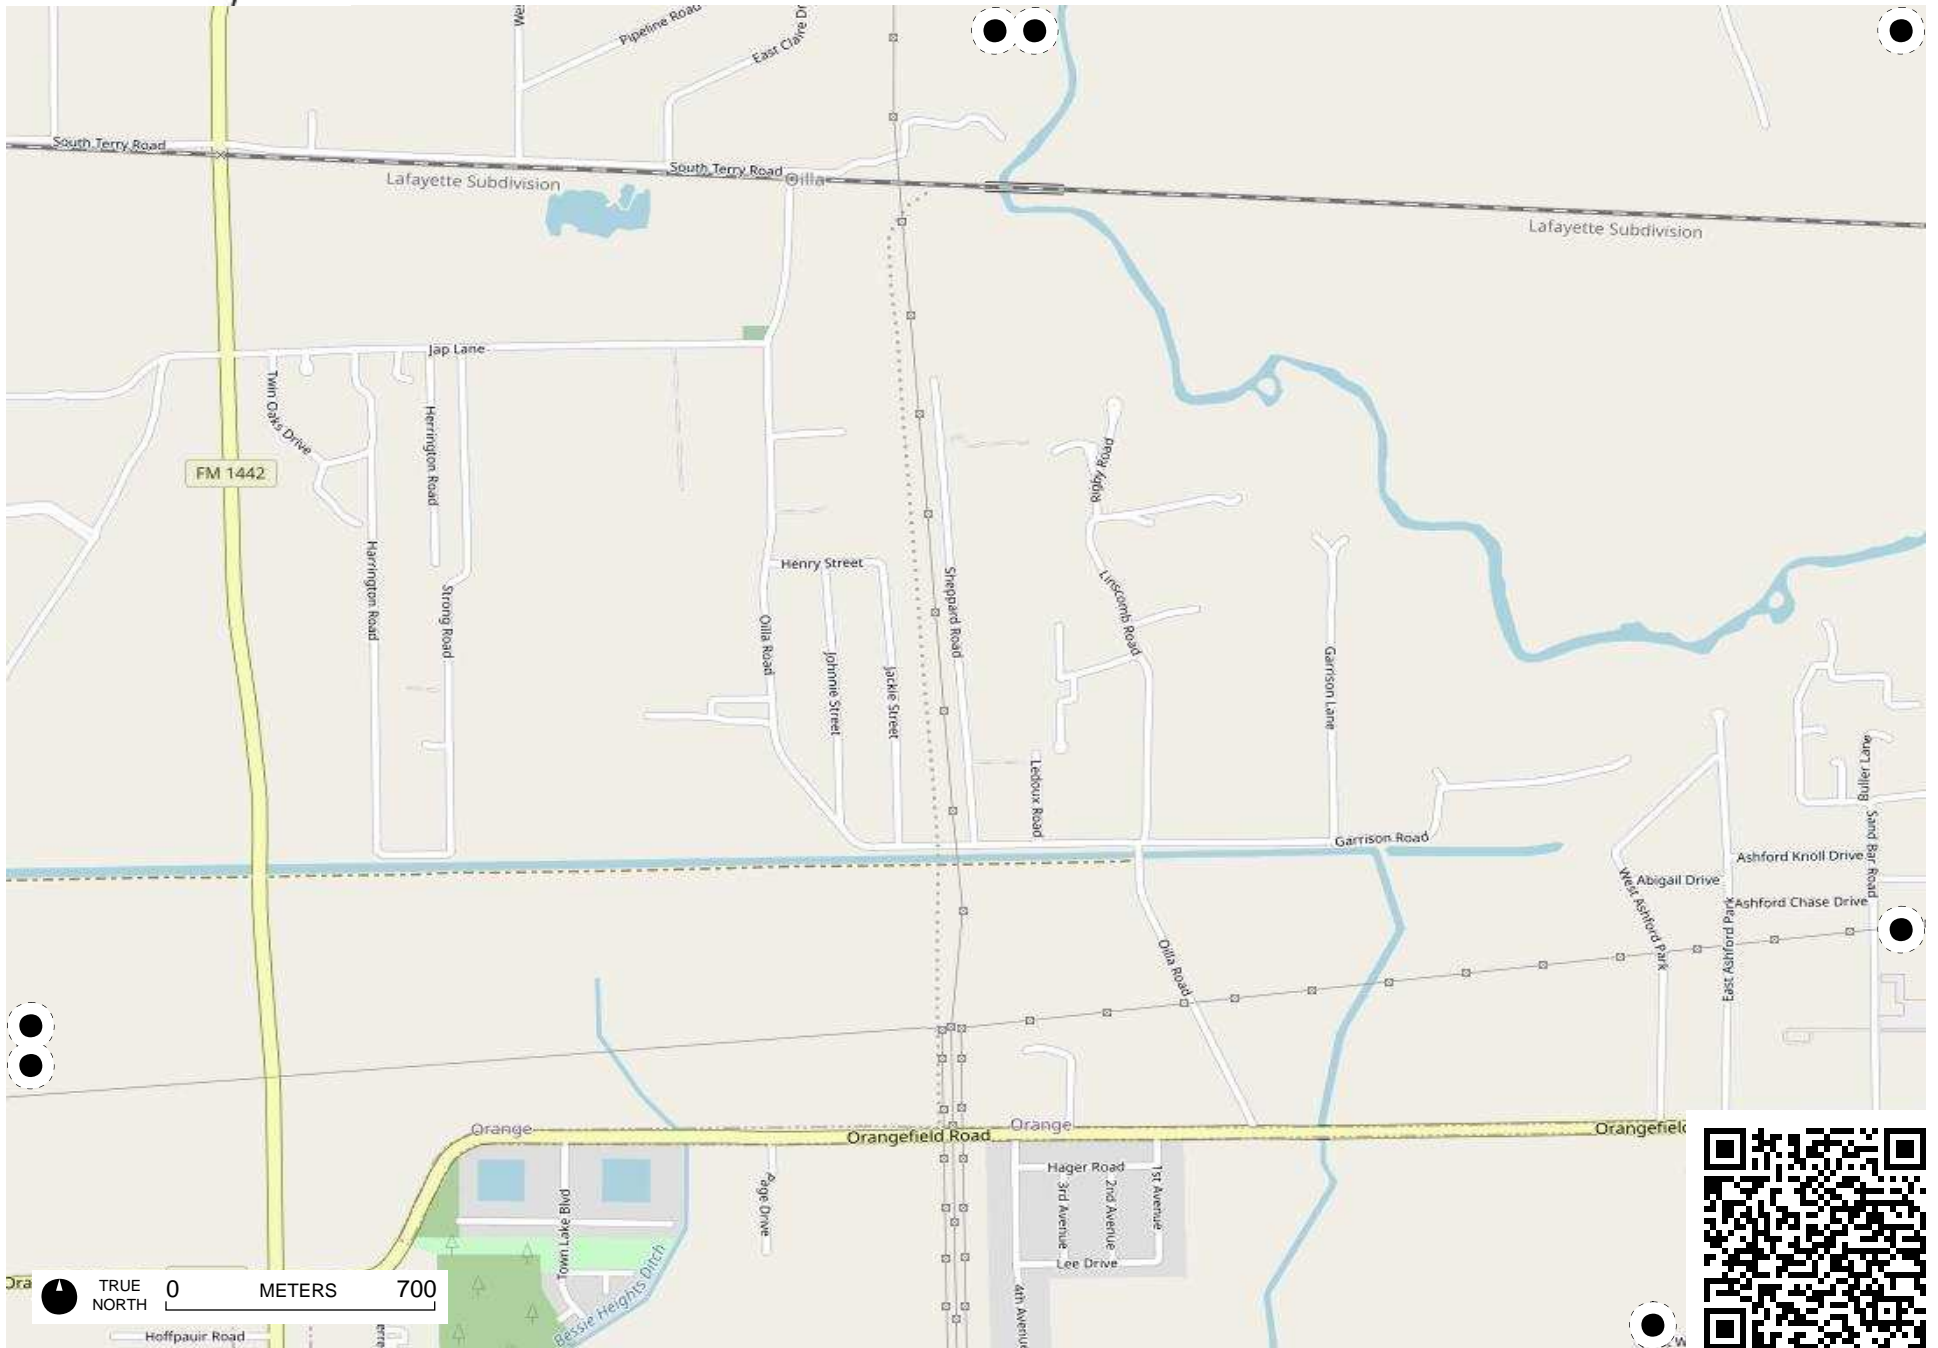 Pipeline Road
East Claire Dr
South Terry Road
South Terry Road
Oilla
Lafayette Subdivision
Lafayette Subdivision
Jap Lane
Twin Oaks Drive
Herrington Road
FM 1442
Rigby Road
Harrington Road
Strong Road
Henry Street
Sheppard Road
Linscomb Road
Oilla Road
Johnnie Street
Jackie Street
Garrison Lane
Ledoux Road
Buller Lane
Garrison Road
Sand Bar Road
Ashford Knoll Drive
Abigail Drive
West Ashford Park
East Ashford Park
Ashford Chase Drive
Oilla Road
Orange
Orange
Orangefield Road
Orangefield
Hager Road
Page Drive
3rd Avenue
2nd Avenue
1st Avenue
Town Lake Blvd
Lee Drive
Bessie Heights Ditch
4th Avenue
Ora
TRUE NORTH
0 METERS 700
Hoffpauir Road